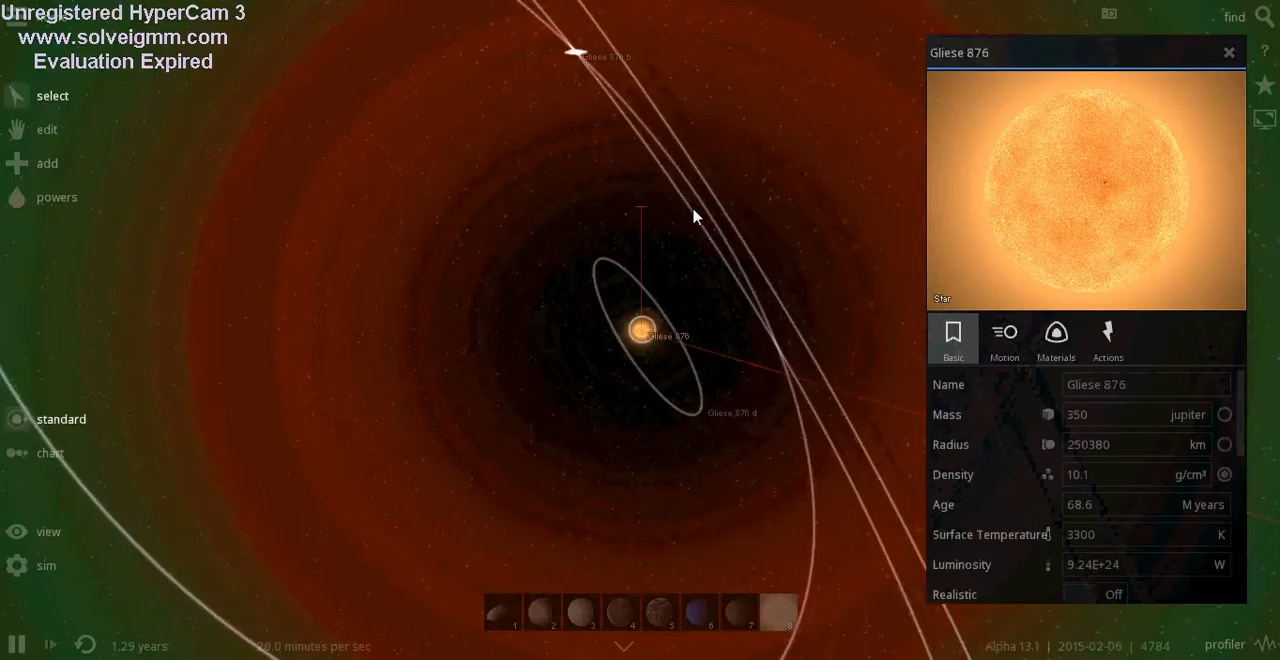 Unregistered HyperCam 3
www.solveigmm.com
Evaluation Expired
find
select
edit
add
powers
standard
chart
view
sim
Gliese 876 b
Gliese 876
Gliese 876 d
1 2 3 4 5 6 7 8
1.29 years
20.0 minutes per sec
Alpha 13.1 | 2015-02-06 | 4784
profiler
Gliese 876
Star
Basic Motion Materials Actions
Name Gliese 876
Mass 350 jupiter
Radius 250380 km
Density 10.1 g/cm³
Age 68.6 M years
Surface Temperature 3300 K
Luminosity 9.24E+24 W
Realistic Off
?